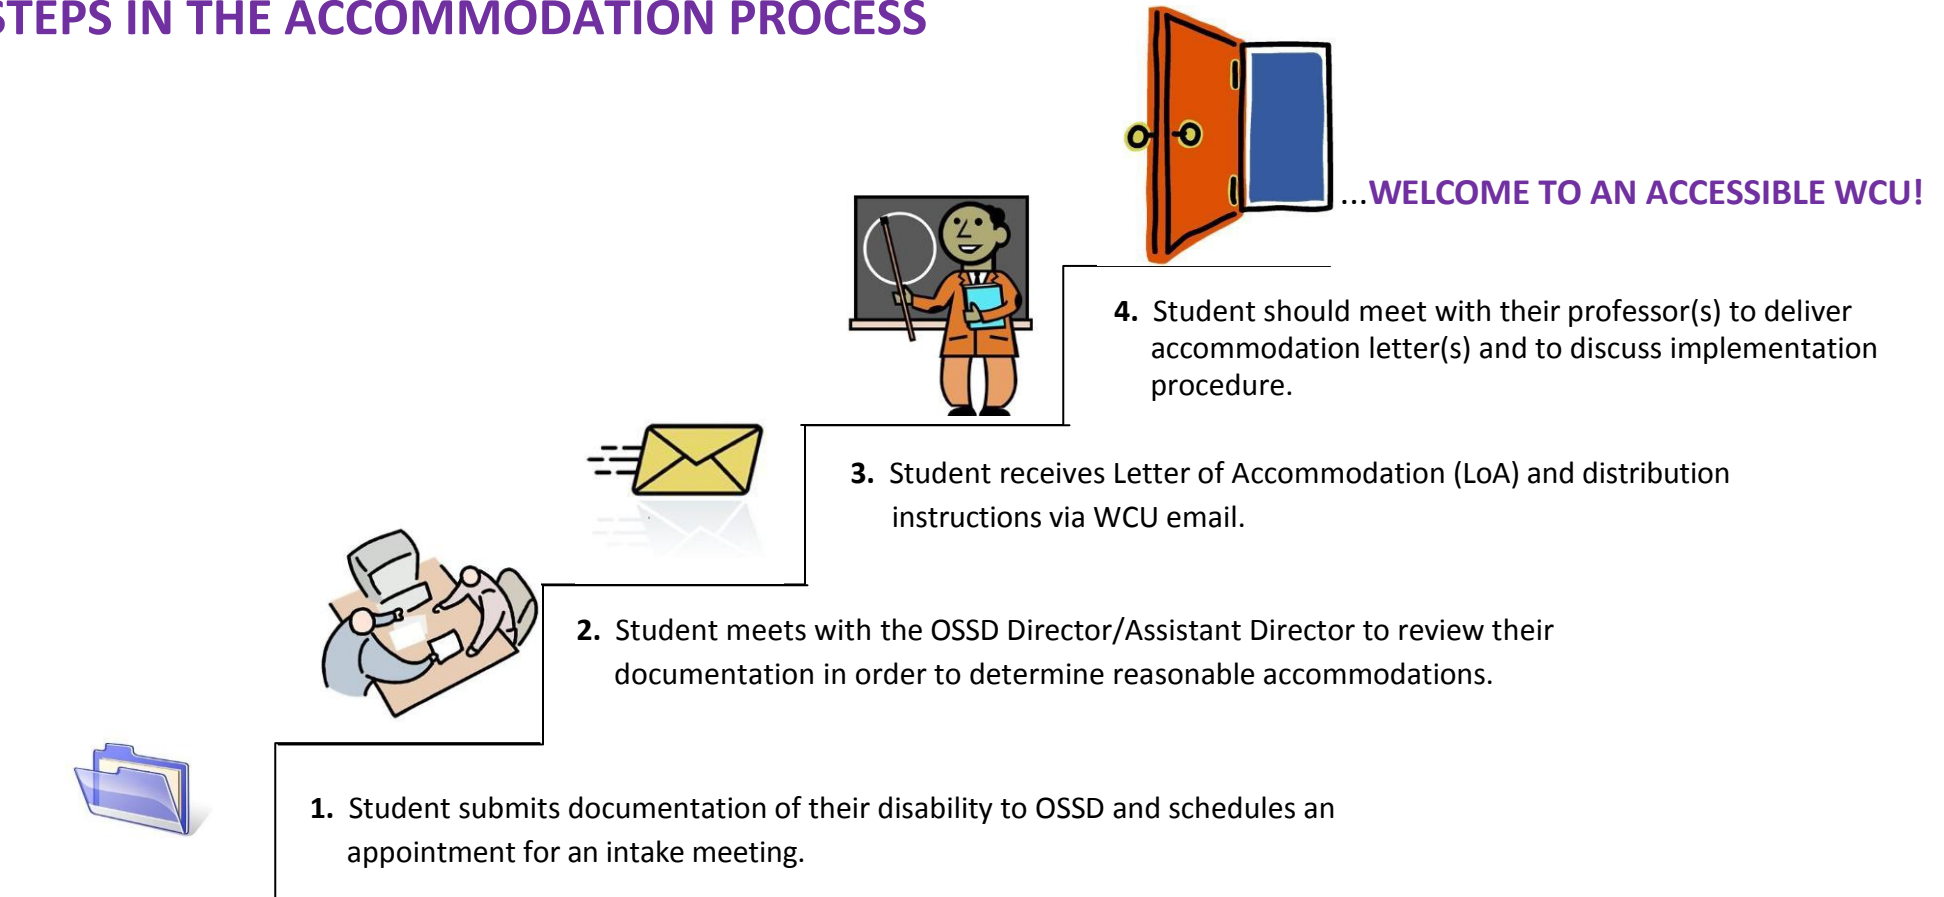 STEPS IN THE ACCOMMODATION PROCESS
...WELCOME TO AN ACCESSIBLE WCU!
4. Student should meet with their professor(s) to deliver
accommodation letter(s) and to discuss implementation
procedure.
3. Student receives Letter of Accommodation (LoA) and distribution
instructions via WCU email.
2. Student meets with the OSSD Director/Assistant Director to review their
documentation in order to determine reasonable accommodations.
1. Student submits documentation of their disability to OSSD and schedules an
appointment for an intake meeting.